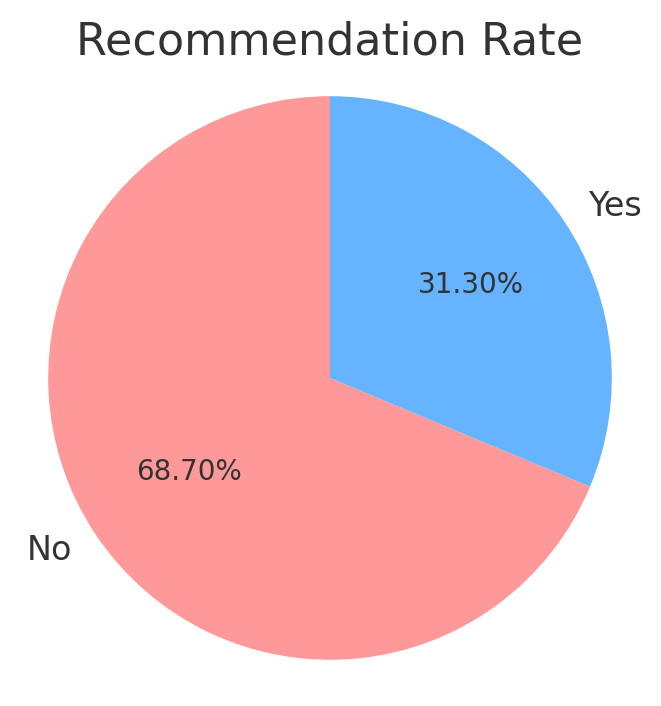 Recommendation Rate
Yes
31.30%
68.70%
No